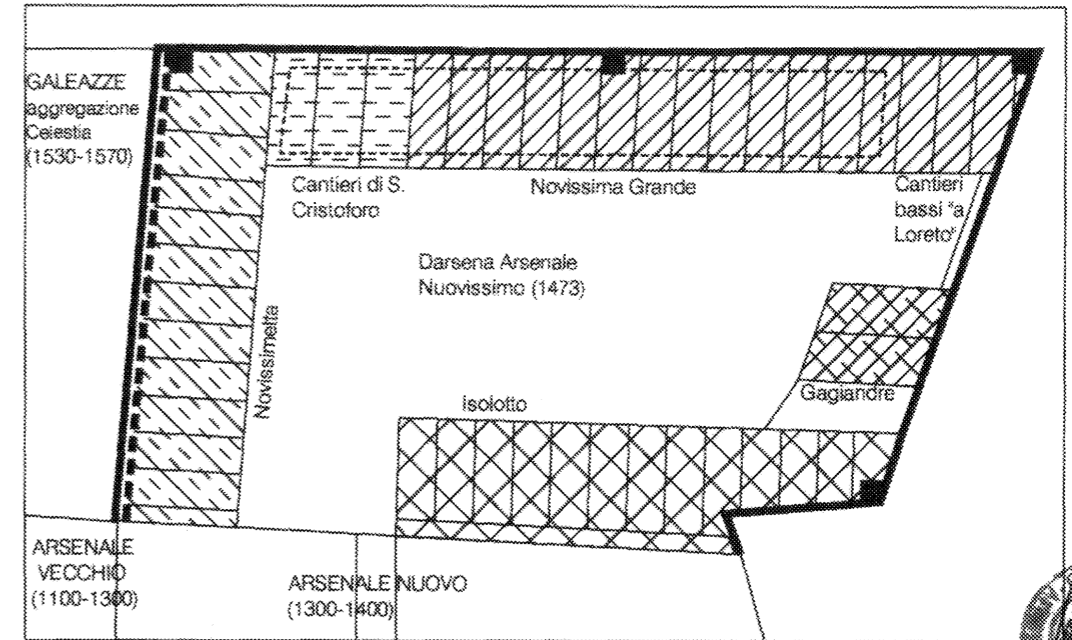 GALEAZZE
aggregazione
Celestia
(1530-1570)
Cantieri di S.
Cristoforo
Novissima Grande
Cantieri
bassi "a
Loreto"
Darsena Arsenale
Nuovissimo (1473)
Novissimetta
Gagiandre
Isolotto
ARSENALE
VECCHIO
(1100-1300)
ARSENALE NUOVO
(1300-1400)